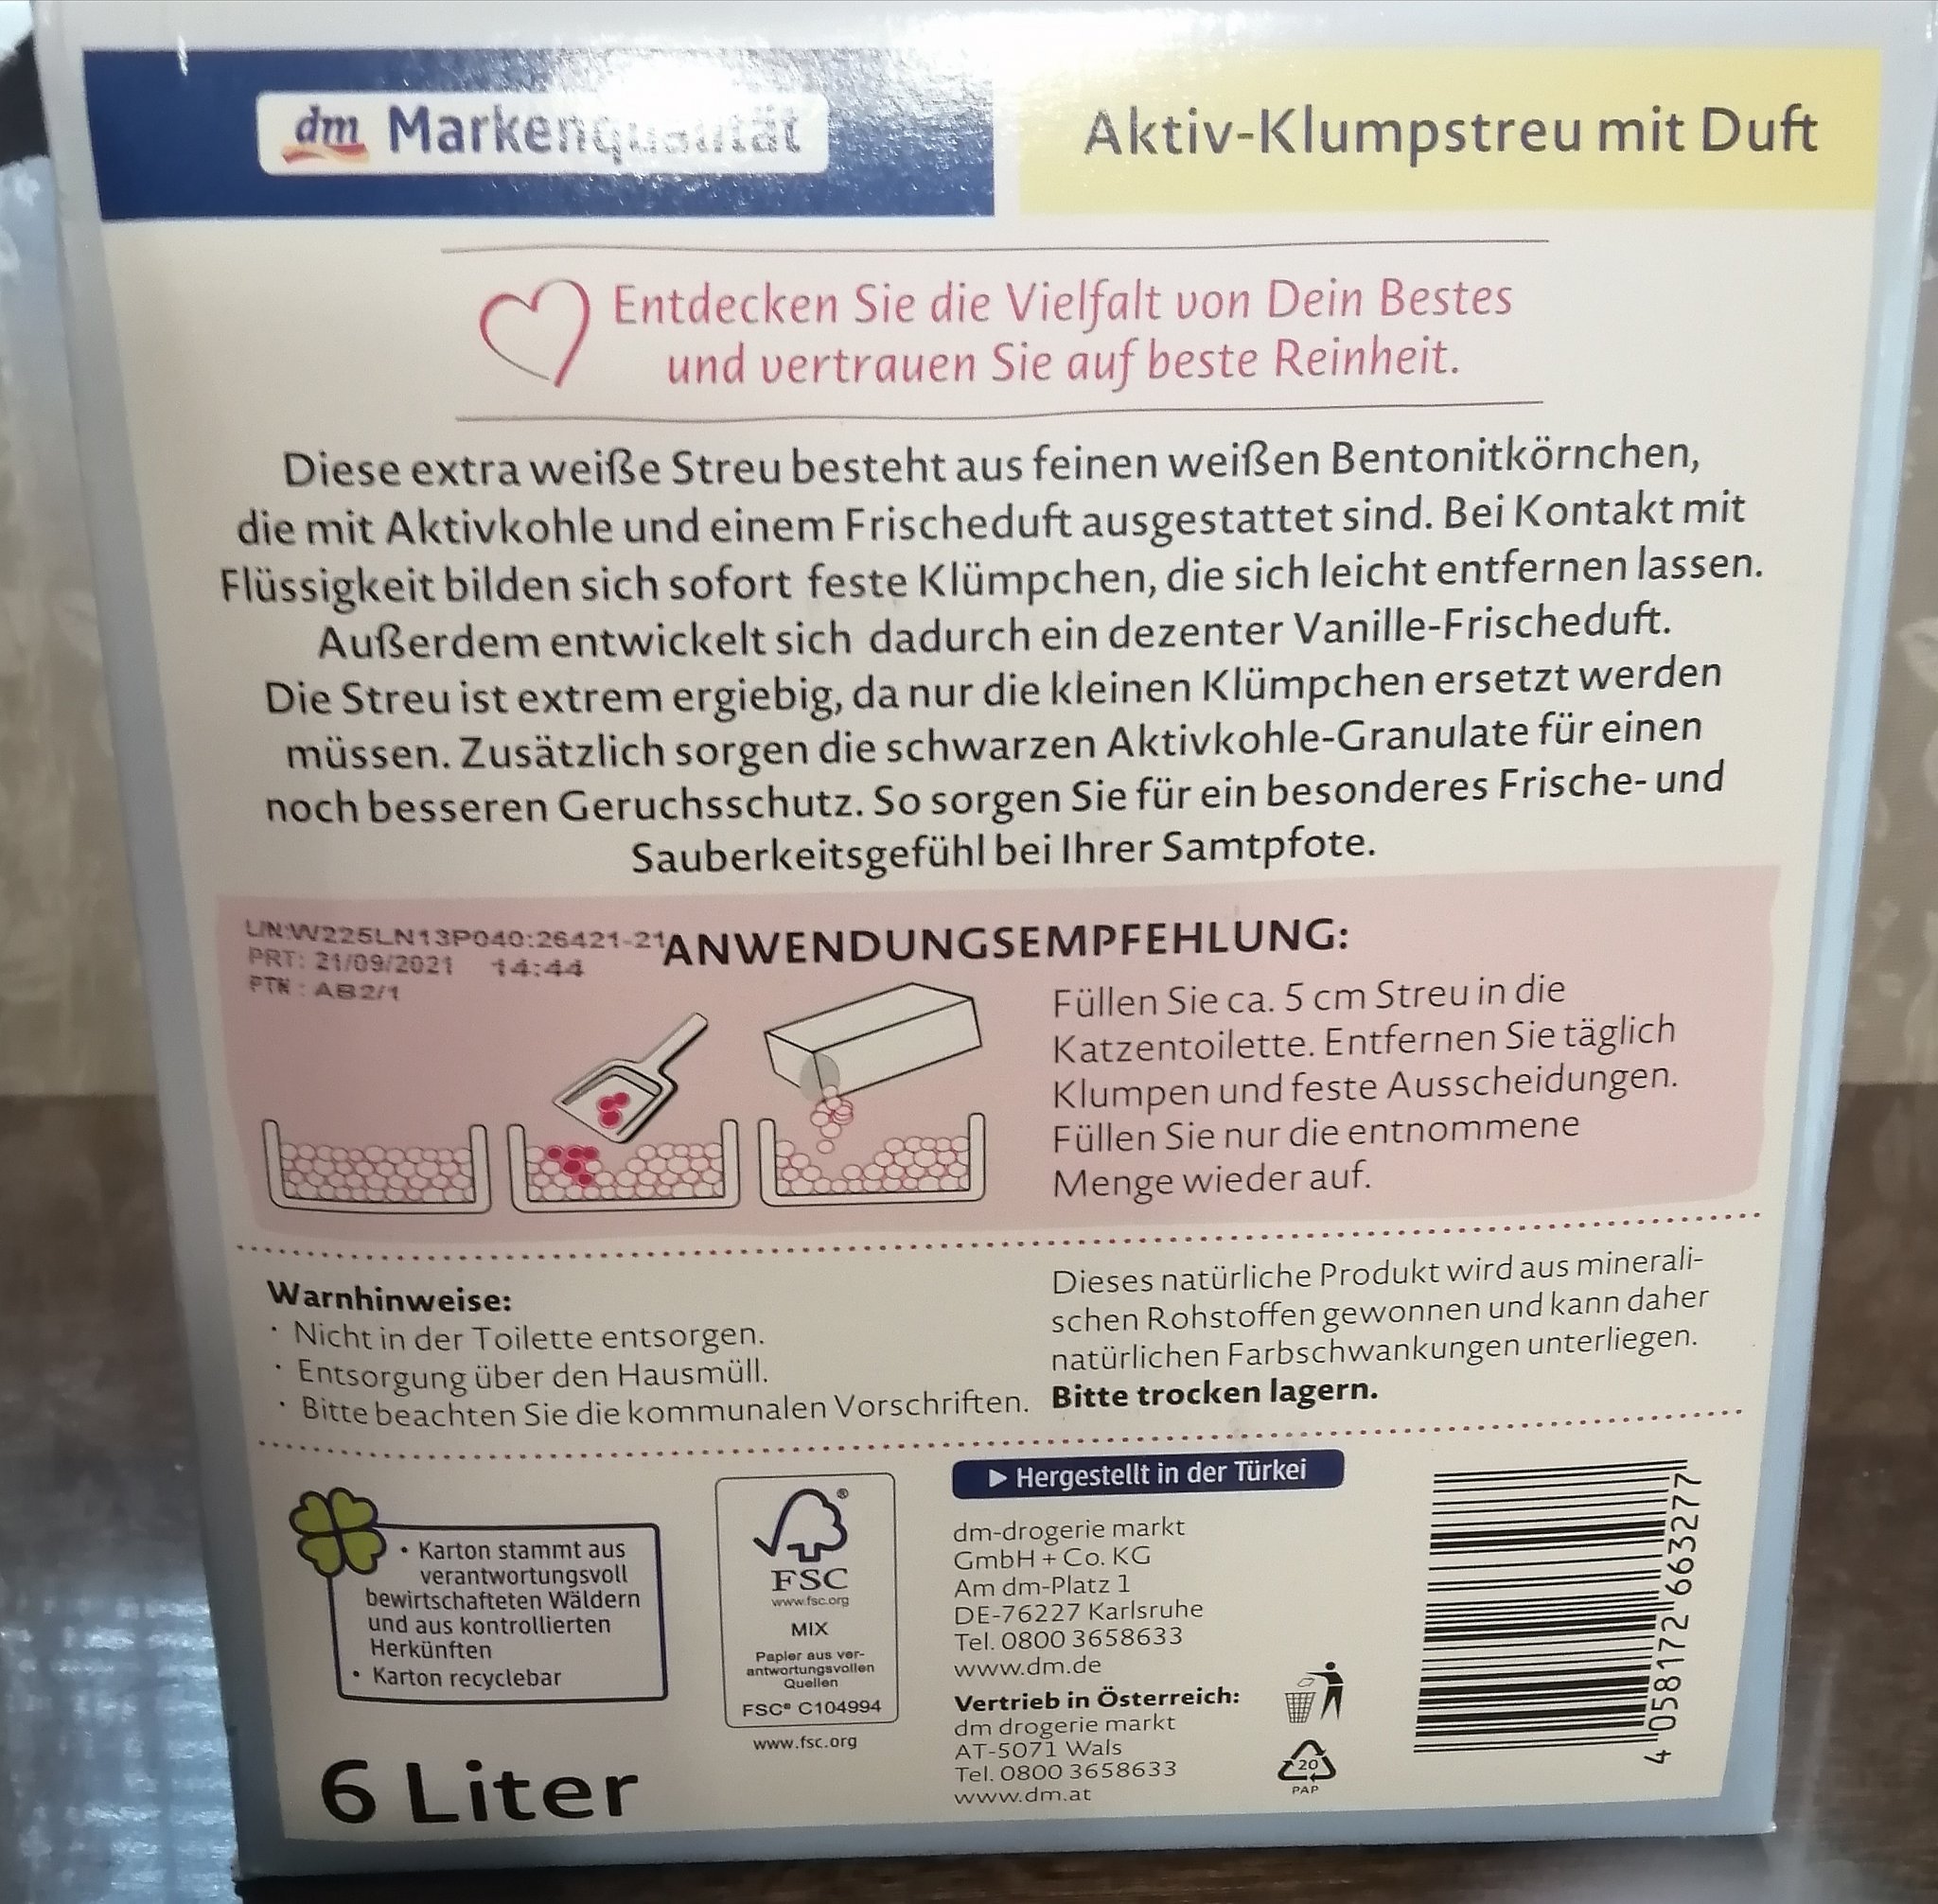 dm Markenqualität
Aktiv-Klumpstreu mit Duft
Entdecken Sie die Vielfalt von Dein Bestes
und vertrauen Sie auf beste Reinheit.
Diese extra weiße Streu besteht aus feinen weißen Bentonitkörnchen,
die mit Aktivkohle und einem Frischeduft ausgestattet sind. Bei Kontakt mit
Flüssigkeit bilden sich sofort feste Klümpchen, die sich leicht entfernen lassen.
Außerdem entwickelt sich dadurch ein dezenter Vanille-Frischeduft.
Die Streu ist extrem ergiebig, da nur die kleinen Klümpchen ersetzt werden
müssen. Zusätzlich sorgen die schwarzen Aktivkohle-Granulate für einen
noch besseren Geruchsschutz. So sorgen Sie für ein besonderes Frische- und
Sauberkeitsgefühl bei Ihrer Samtpfote.
L/N:W225LN13P040:26421-21
PRT: 21/09/2021 14:44
PTN : AB2/1
ANWENDUNGSEMPFEHLUNG:
Füllen Sie ca. 5 cm Streu in die
Katzentoilette. Entfernen Sie täglich
Klumpen und feste Ausscheidungen.
Füllen Sie nur die entnommene
Menge wieder auf.
Warnhinweise:
· Nicht in der Toilette entsorgen.
· Entsorgung über den Hausmüll.
· Bitte beachten Sie die kommunalen Vorschriften.
Dieses natürliche Produkt wird aus minerali-
schen Rohstoffen gewonnen und kann daher
natürlichen Farbschwankungen unterliegen.
Bitte trocken lagern.
• Karton stammt aus
verantwortungsvoll
bewirtschafteten Wäldern
und aus kontrollierten
Herkünften
• Karton recyclebar
6 Liter
®
FSC
www.fsc.org
MIX
Papier aus ver-
antwortungsvollen
Quellen
FSC® C104994
www.fsc.org
▶ Hergestellt in der Türkei
dm-drogerie markt
GmbH + Co. KG
Am dm-Platz 1
DE-76227 Karlsruhe
Tel. 0800 3658633
www.dm.de
Vertrieb in Österreich:
dm drogerie markt
AT-5071 Wals
Tel. 0800 3658633
www.dm.at
20
PAP
4 058172 663277